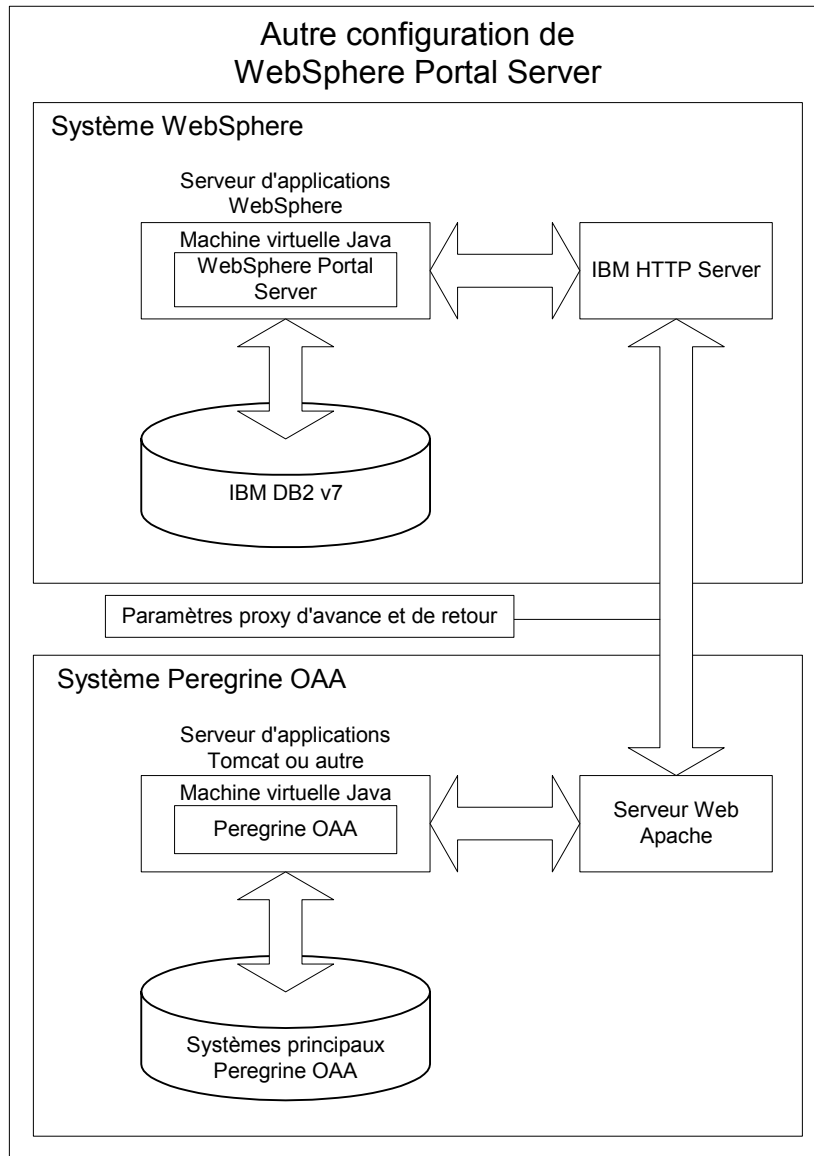 Autre configuration de
WebSphere Portal Server
Système WebSphere
Serveur d'applications
WebSphere
Machine virtuelle Java
WebSphere Portal
Server
IBM HTTP Server
IBM DB2 v7
Paramètres proxy d'avance et de retour
Système Peregrine OAA
Serveur d'applications
Tomcat ou autre
Machine virtuelle Java
Peregrine OAA
Serveur Web
Apache
Systèmes principaux
Peregrine OAA